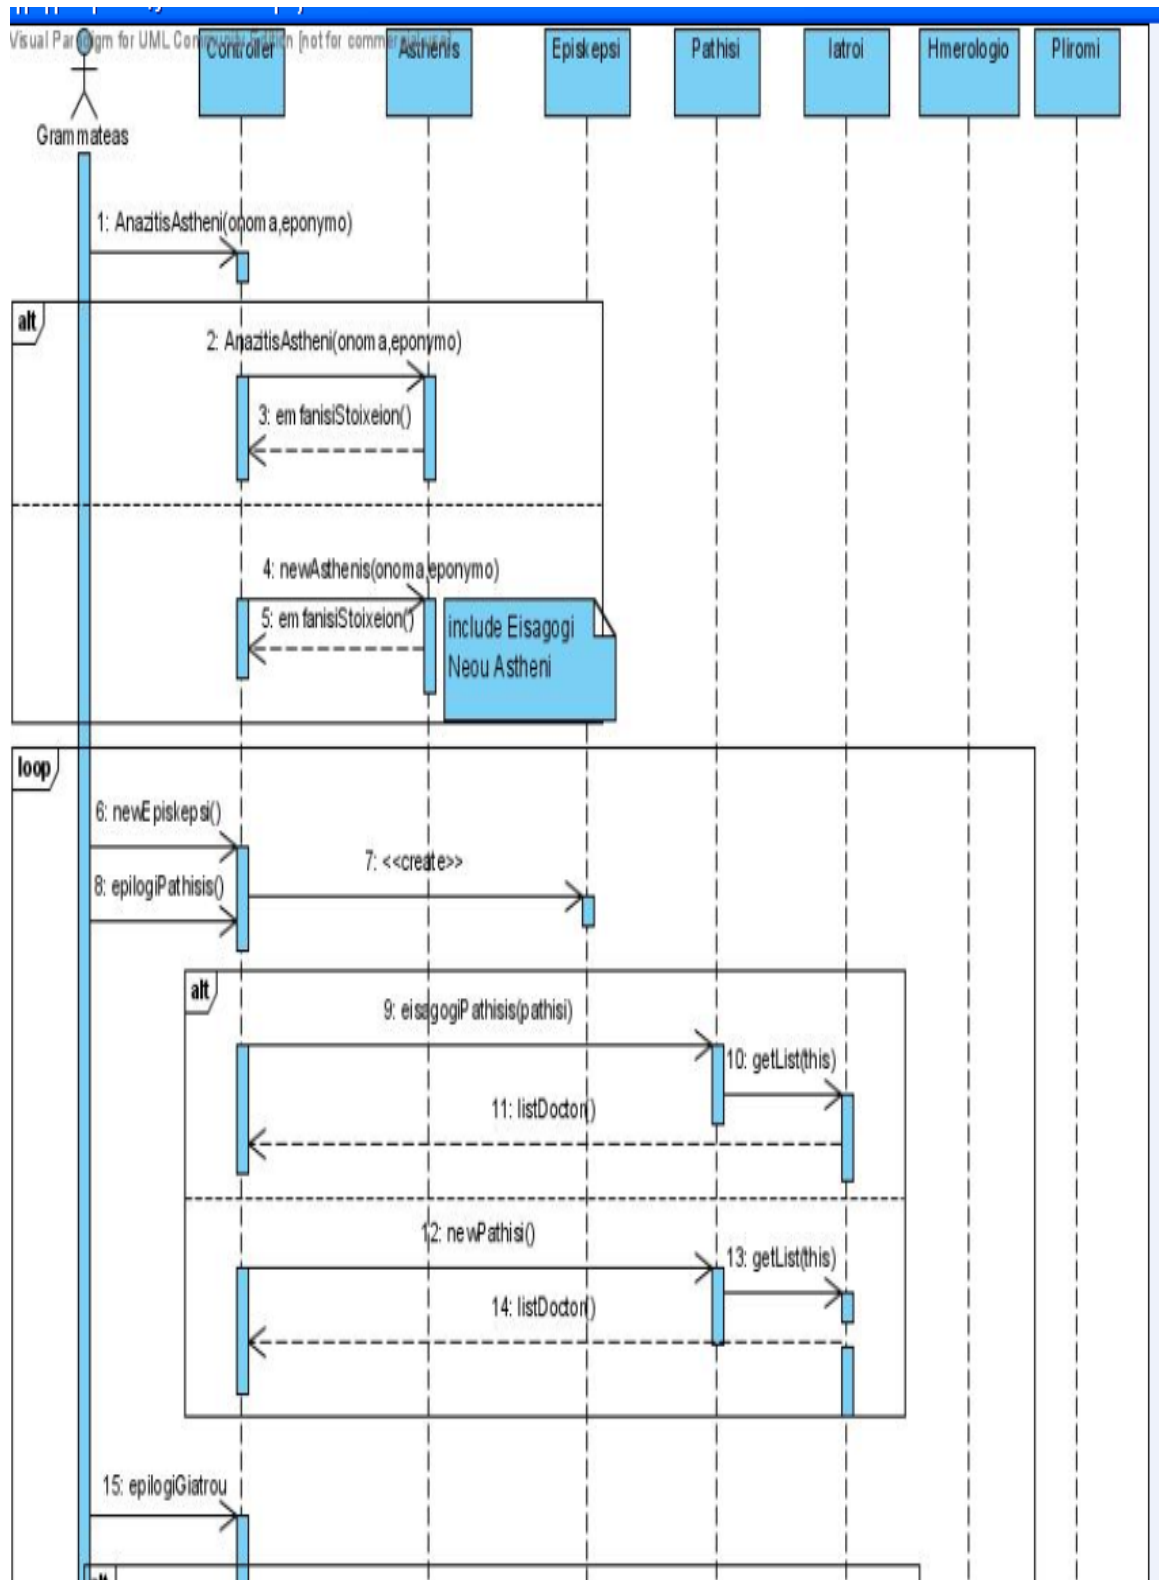 Visual Paradigm for UML Community Edition [not for commercial use]
Controller
Asthenis
Episkepsi
Pathisi
Iatroi
Hmerologio
Pliromi
Grammateas
1: AnazitisAstheni(onoma,eponymo)
alt
2: AnazitisAstheni(onoma,eponymo)
3: emfanisiStoixeion()
4: newAsthenis(onoma,eponymo)
5: emfanisiStoixeion()
include Eisagogi
Neou Astheni
loop
6: newEpiskepsi()
7: <<create>>
8: epilogiPathisis()
alt
9: eisagogiPathisis(pathisi)
10: getList(this)
11: listDoctor()
12: newPathisi()
13: getList(this)
14: listDoctor()
15: epilogiGiatrou
alt